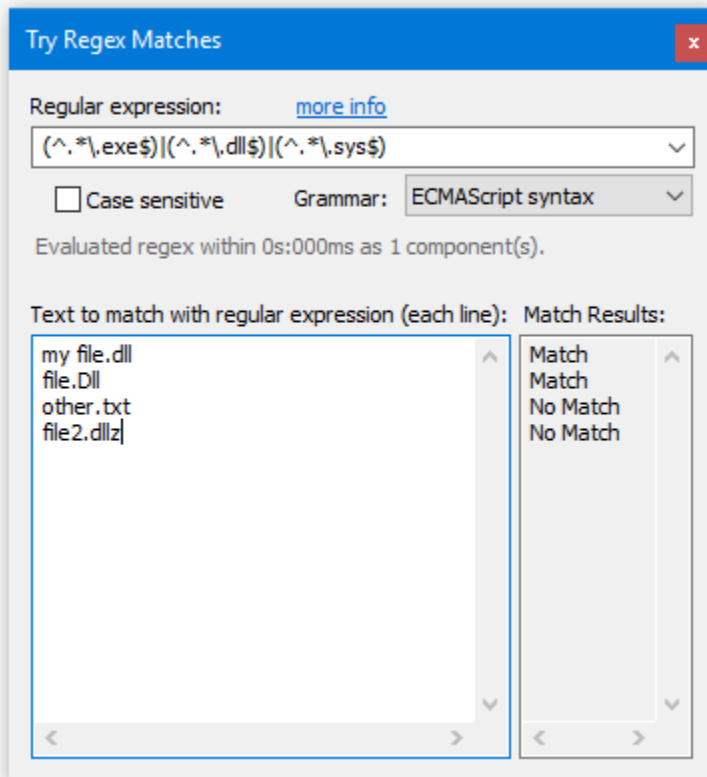 Try Regex Matches
x
Regular expression: more info
(^.*\.exe$)|(^.*\.dll$)|(^.*\.sys$)
Case sensitive Grammar: ECMAScript syntax
Evaluated regex within 0s:000ms as 1 component(s).
Text to match with regular expression (each line): Match Results:
my file.dll Match
file.Dll Match
other.txt No Match
file2.dllz No Match